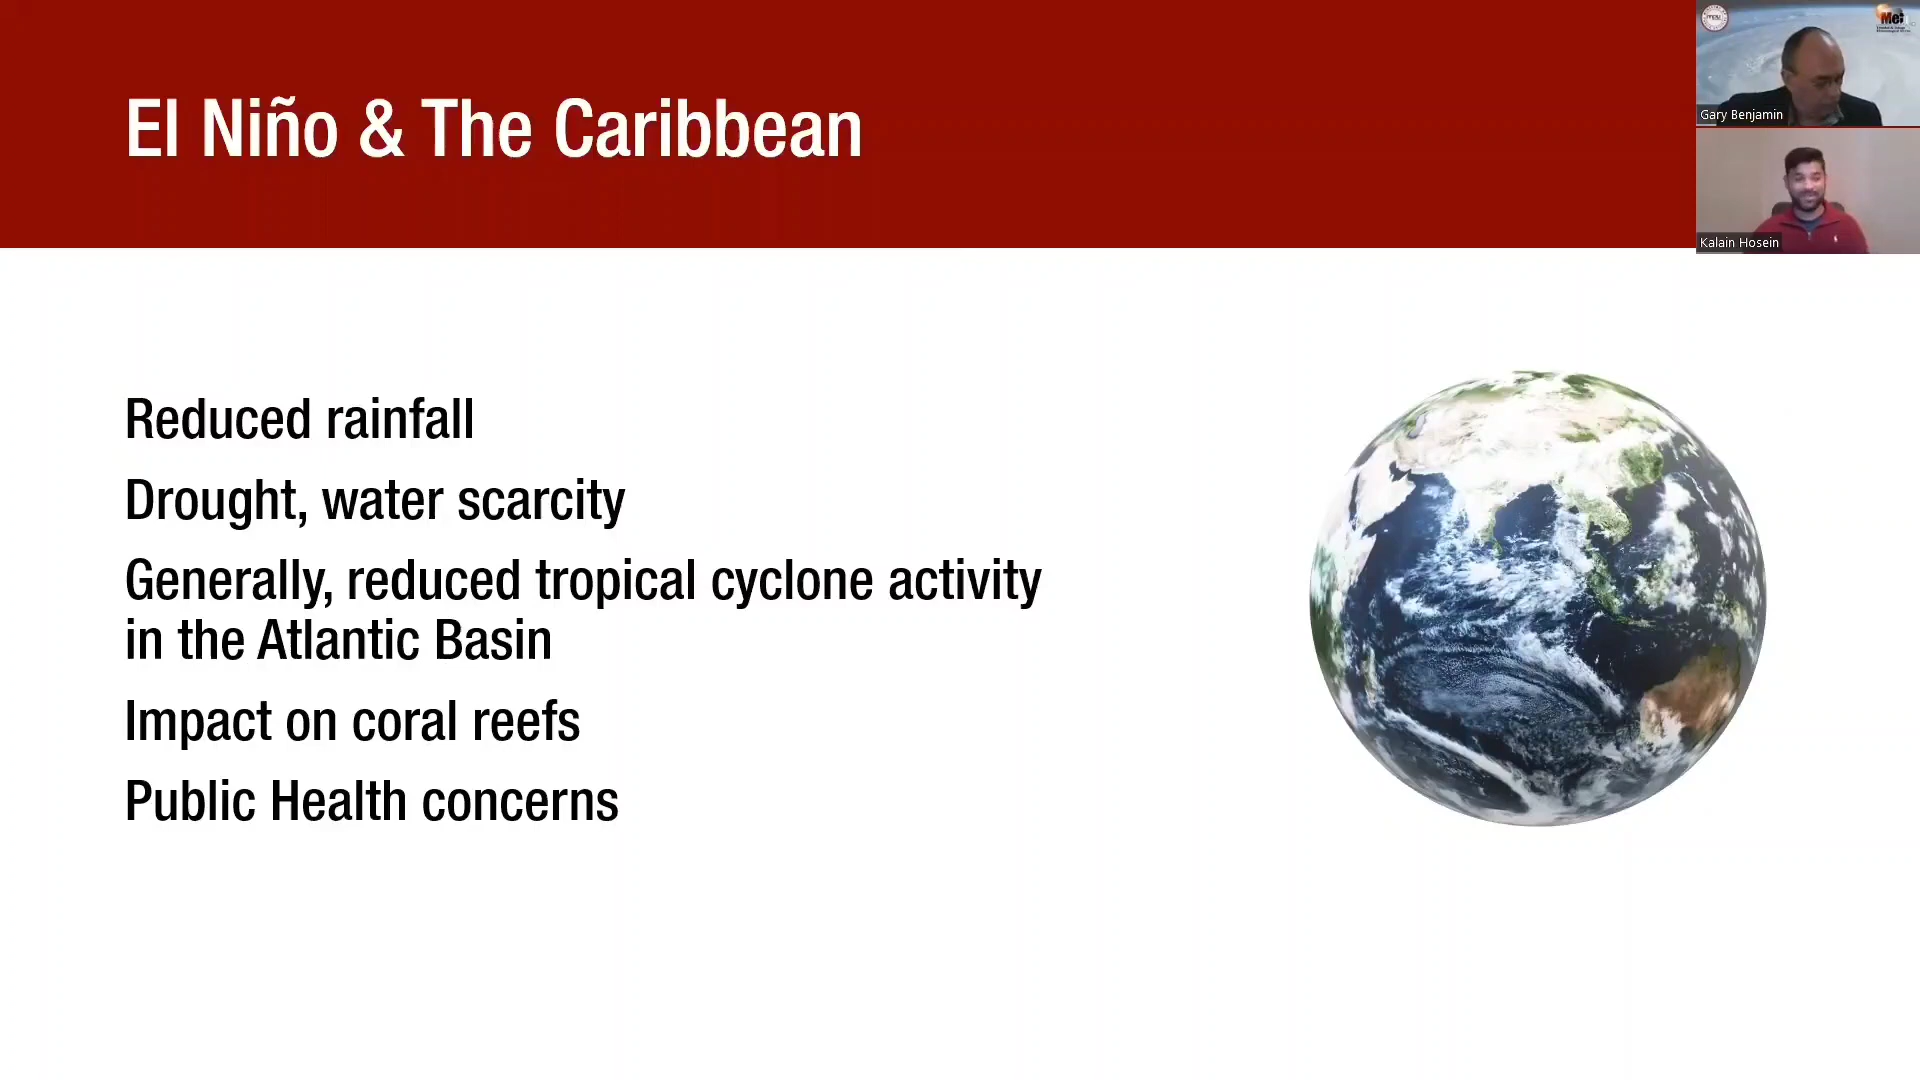 El Niño & The Caribbean
Reduced rainfall
Drought, water scarcity
Generally, reduced tropical cyclone activity
in the Atlantic Basin
Impact on coral reefs
Public Health concerns
Gary Benjamin
Kalain Hosein